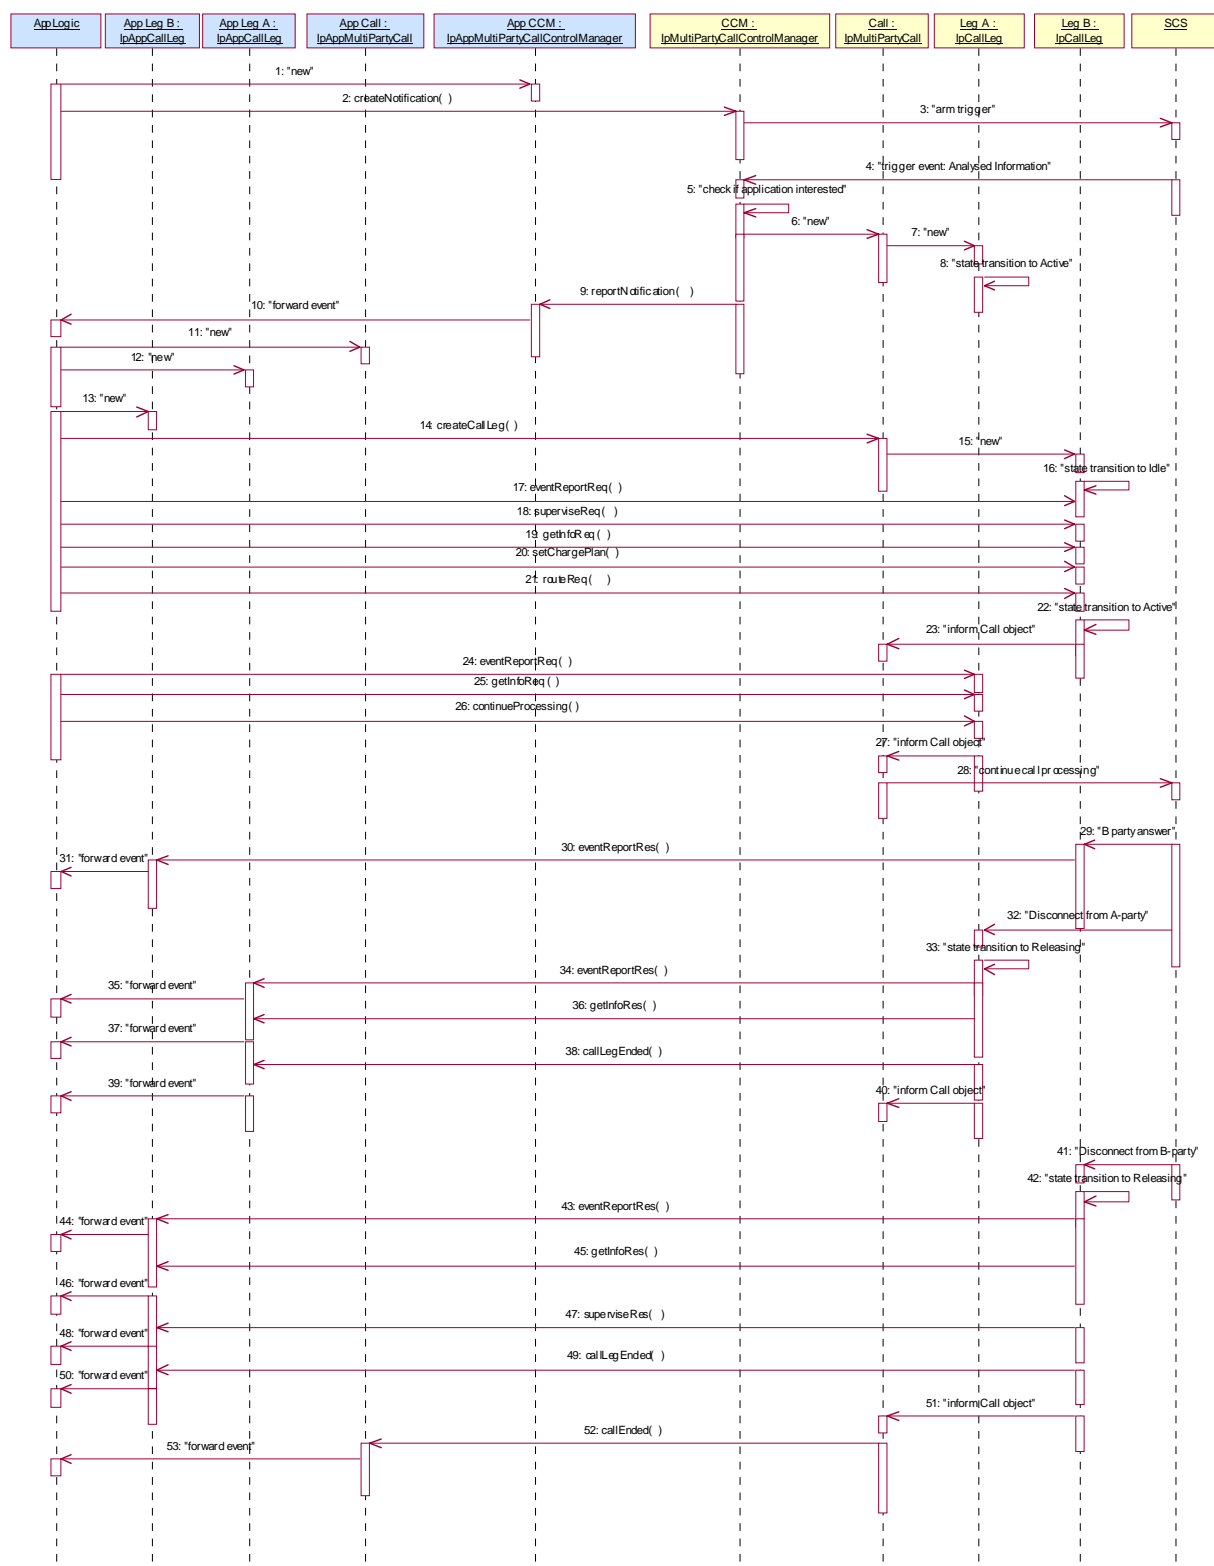 AppLogic
App Leg B :
IpAppCallLeg
App Leg A :
IpAppCallLeg
App Call :
IpAppMultiPartyCall
App CCM :
IpAppMultiPartyCallControlManager
CCM :
IpMultiPartyCallControlManager
Call :
IpMultiPartyCall
Leg A :
IpCallLeg
Leg B :
IpCallLeg
SCS
1: "new"
2: createNotification( )
3: "arm trigger"
4: "trigger event: Analysed Information"
5: "check if application interested"
6: "new"
7: "new"
8: "state transition to Active"
9: reportNotification( )
10: "forward event"
11: "new"
12: "new"
13: "new"
14: createCallLeg( )
15: "new"
16: "state transition to Idle"
17: eventReportReq( )
18: superviseReq( )
19: getInfoReq( )
20: setChargePlan( )
21: routeReq( )
22: "state transition to Active"
23: "inform Call object"
24: eventReportReq( )
25: getInfoReq( )
26: continueProcessing( )
27: "inform Call object"
28: "continue call processing"
29: "B party answer"
30: eventReportRes( )
31: "forward event"
32: "Disconnect from A-party"
33: "state transition to Releasing"
34: eventReportRes( )
35: "forward event"
36: getInfoRes( )
37: "forward event"
38: callLegEnded( )
39: "forward event"
40: "inform Call object"
41: "Disconnect from B-party"
42: "state transition to Releasing"
43: eventReportRes( )
44: "forward event"
45: getInfoRes( )
46: "forward event"
47: superviseRes( )
48: "forward event"
49: callLegEnded( )
50: "forward event"
51: "inform Call object"
52: callEnded( )
53: "forward event"